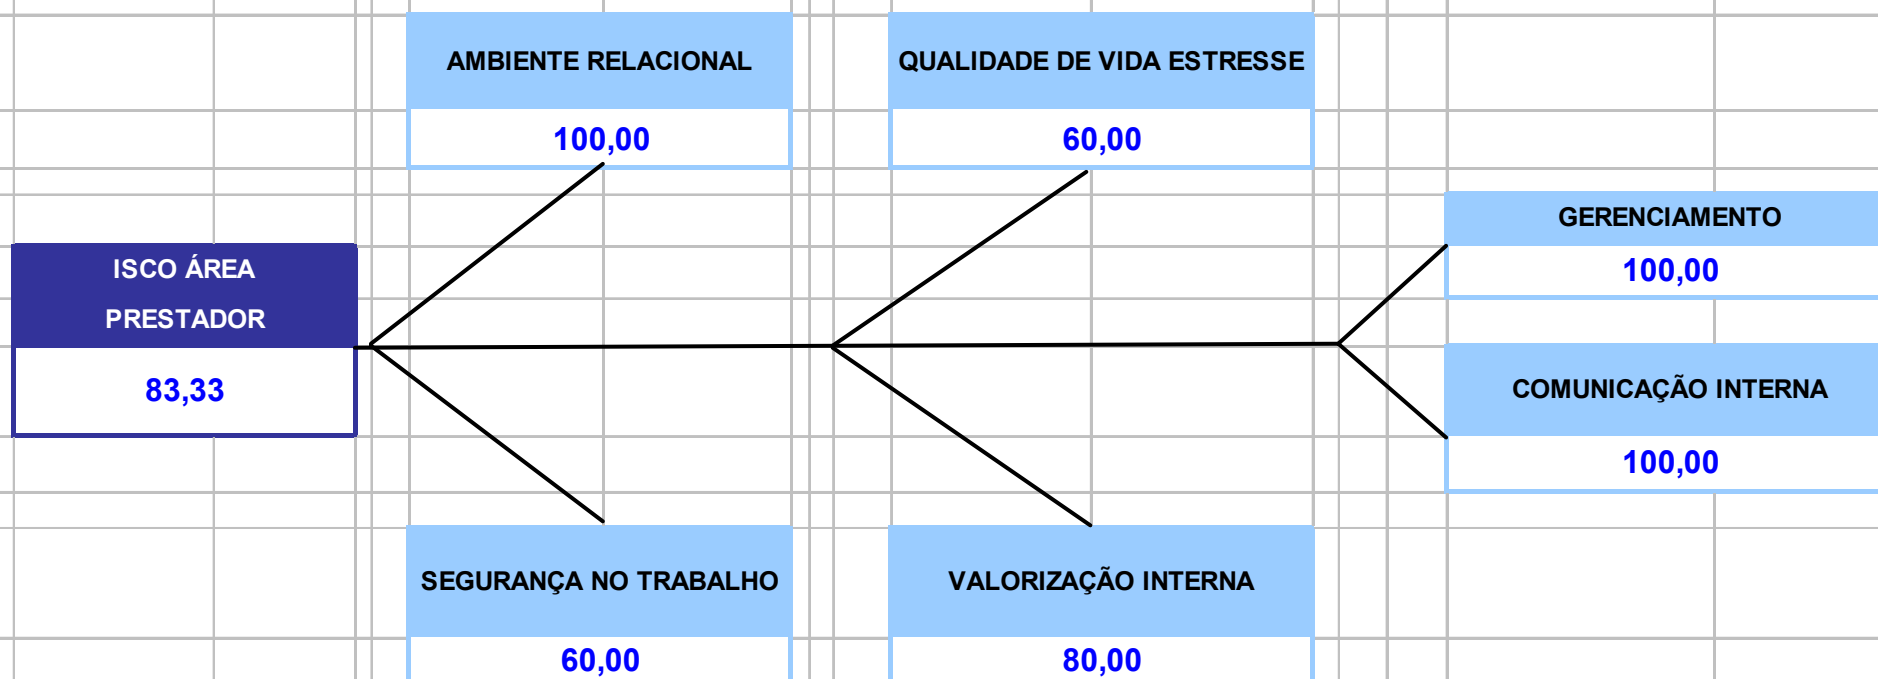 AMBIENTE RELACIONAL
100,00
QUALIDADE DE VIDA ESTRESSE
60,00
GERENCIAMENTO
100,00
ISCO ÁREA
PRESTADOR
83,33
COMUNICAÇÃO INTERNA
100,00
SEGURANÇA NO TRABALHO
60,00
VALORIZAÇÃO INTERNA
80,00